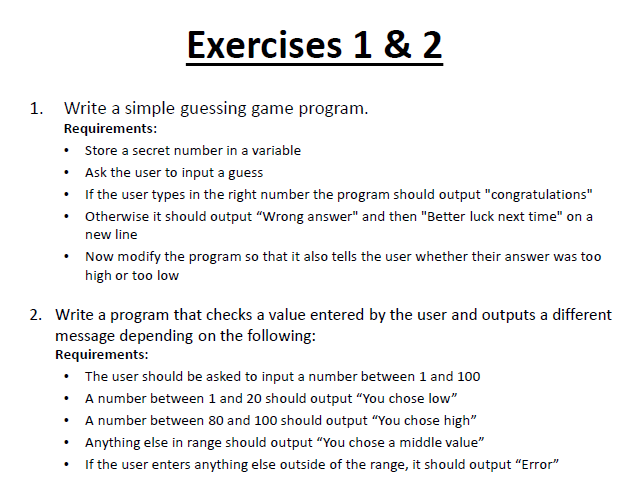 Exercises 1 & 2
1. Write a simple guessing game program.
Requirements:
• Store a secret number in a variable
• Ask the user to input a guess
• If the user types in the right number the program should output "congratulations"
• Otherwise it should output “Wrong answer" and then "Better luck next time" on a
new line
• Now modify the program so that it also tells the user whether their answer was too
high or too low
2. Write a program that checks a value entered by the user and outputs a different
message depending on the following:
Requirements:
• The user should be asked to input a number between 1 and 100
• A number between 1 and 20 should output “You chose low”
• A number between 80 and 100 should output “You chose high”
• Anything else in range should output “You chose a middle value”
• If the user enters anything else outside of the range, it should output “Error”